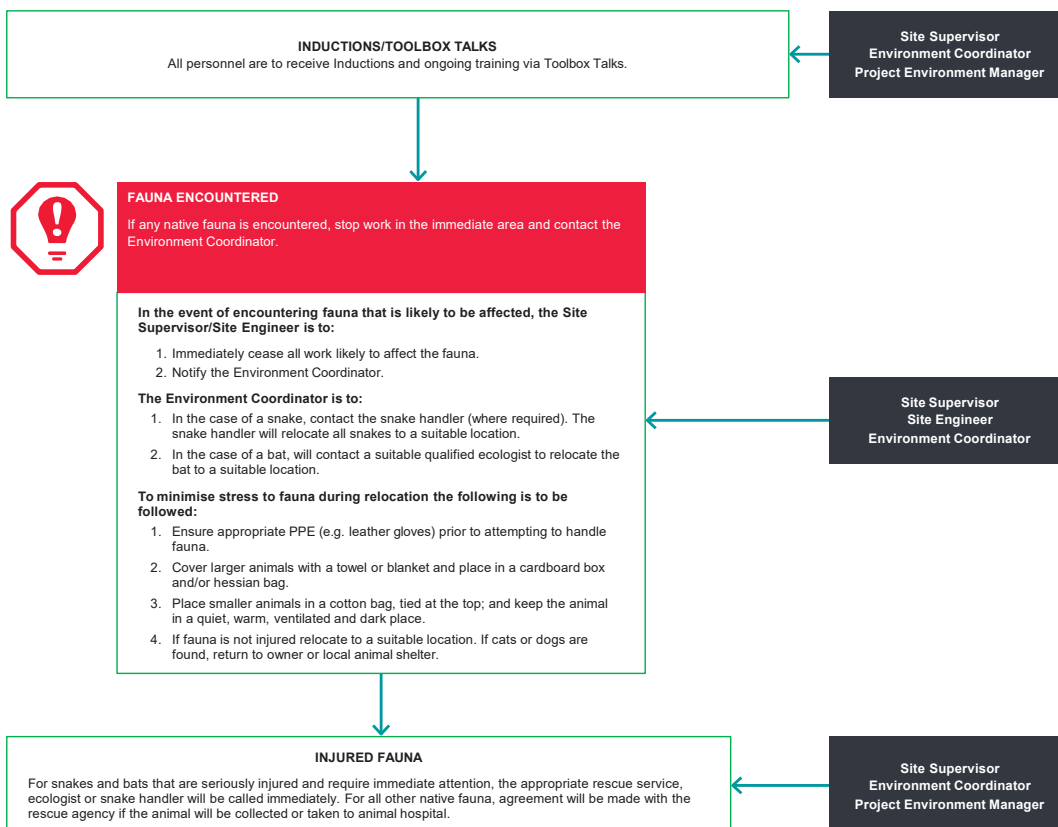 INDUCTIONS/TOOLBOX TALKS
All personnel are to receive Inductions and ongoing training via Toolbox Talks.
Site Supervisor
Environment Coordinator
Project Environment Manager
FAUNA ENCOUNTERED
If any native fauna is encountered, stop work in the immediate area and contact the
Environment Coordinator.
In the event of encountering fauna that is likely to be affected, the Site
Supervisor/Site Engineer is to:
1. Immediately cease all work likely to affect the fauna.
2. Notify the Environment Coordinator.
The Environment Coordinator is to:
1. In the case of a snake, contact the snake handler (where required). The
snake handler will relocate all snakes to a suitable location.
2. In the case of a bat, will contact a suitable qualified ecologist to relocate the
bat to a suitable location.
To minimise stress to fauna during relocation the following is to be
followed:
1. Ensure appropriate PPE (e.g. leather gloves) prior to attempting to handle
fauna.
2. Cover larger animals with a towel or blanket and place in a cardboard box
and/or hessian bag.
3. Place smaller animals in a cotton bag, tied at the top; and keep the animal
in a quiet, warm, ventilated and dark place.
4. If fauna is not injured relocate to a suitable location. If cats or dogs are
found, return to owner or local animal shelter.
Site Supervisor
Site Engineer
Environment Coordinator
INJURED FAUNA
For snakes and bats that are seriously injured and require immediate attention, the appropriate rescue service,
ecologist or snake handler will be called immediately. For all other native fauna, agreement will be made with the
rescue agency if the animal will be collected or taken to animal hospital.
Site Supervisor
Environment Coordinator
Project Environment Manager